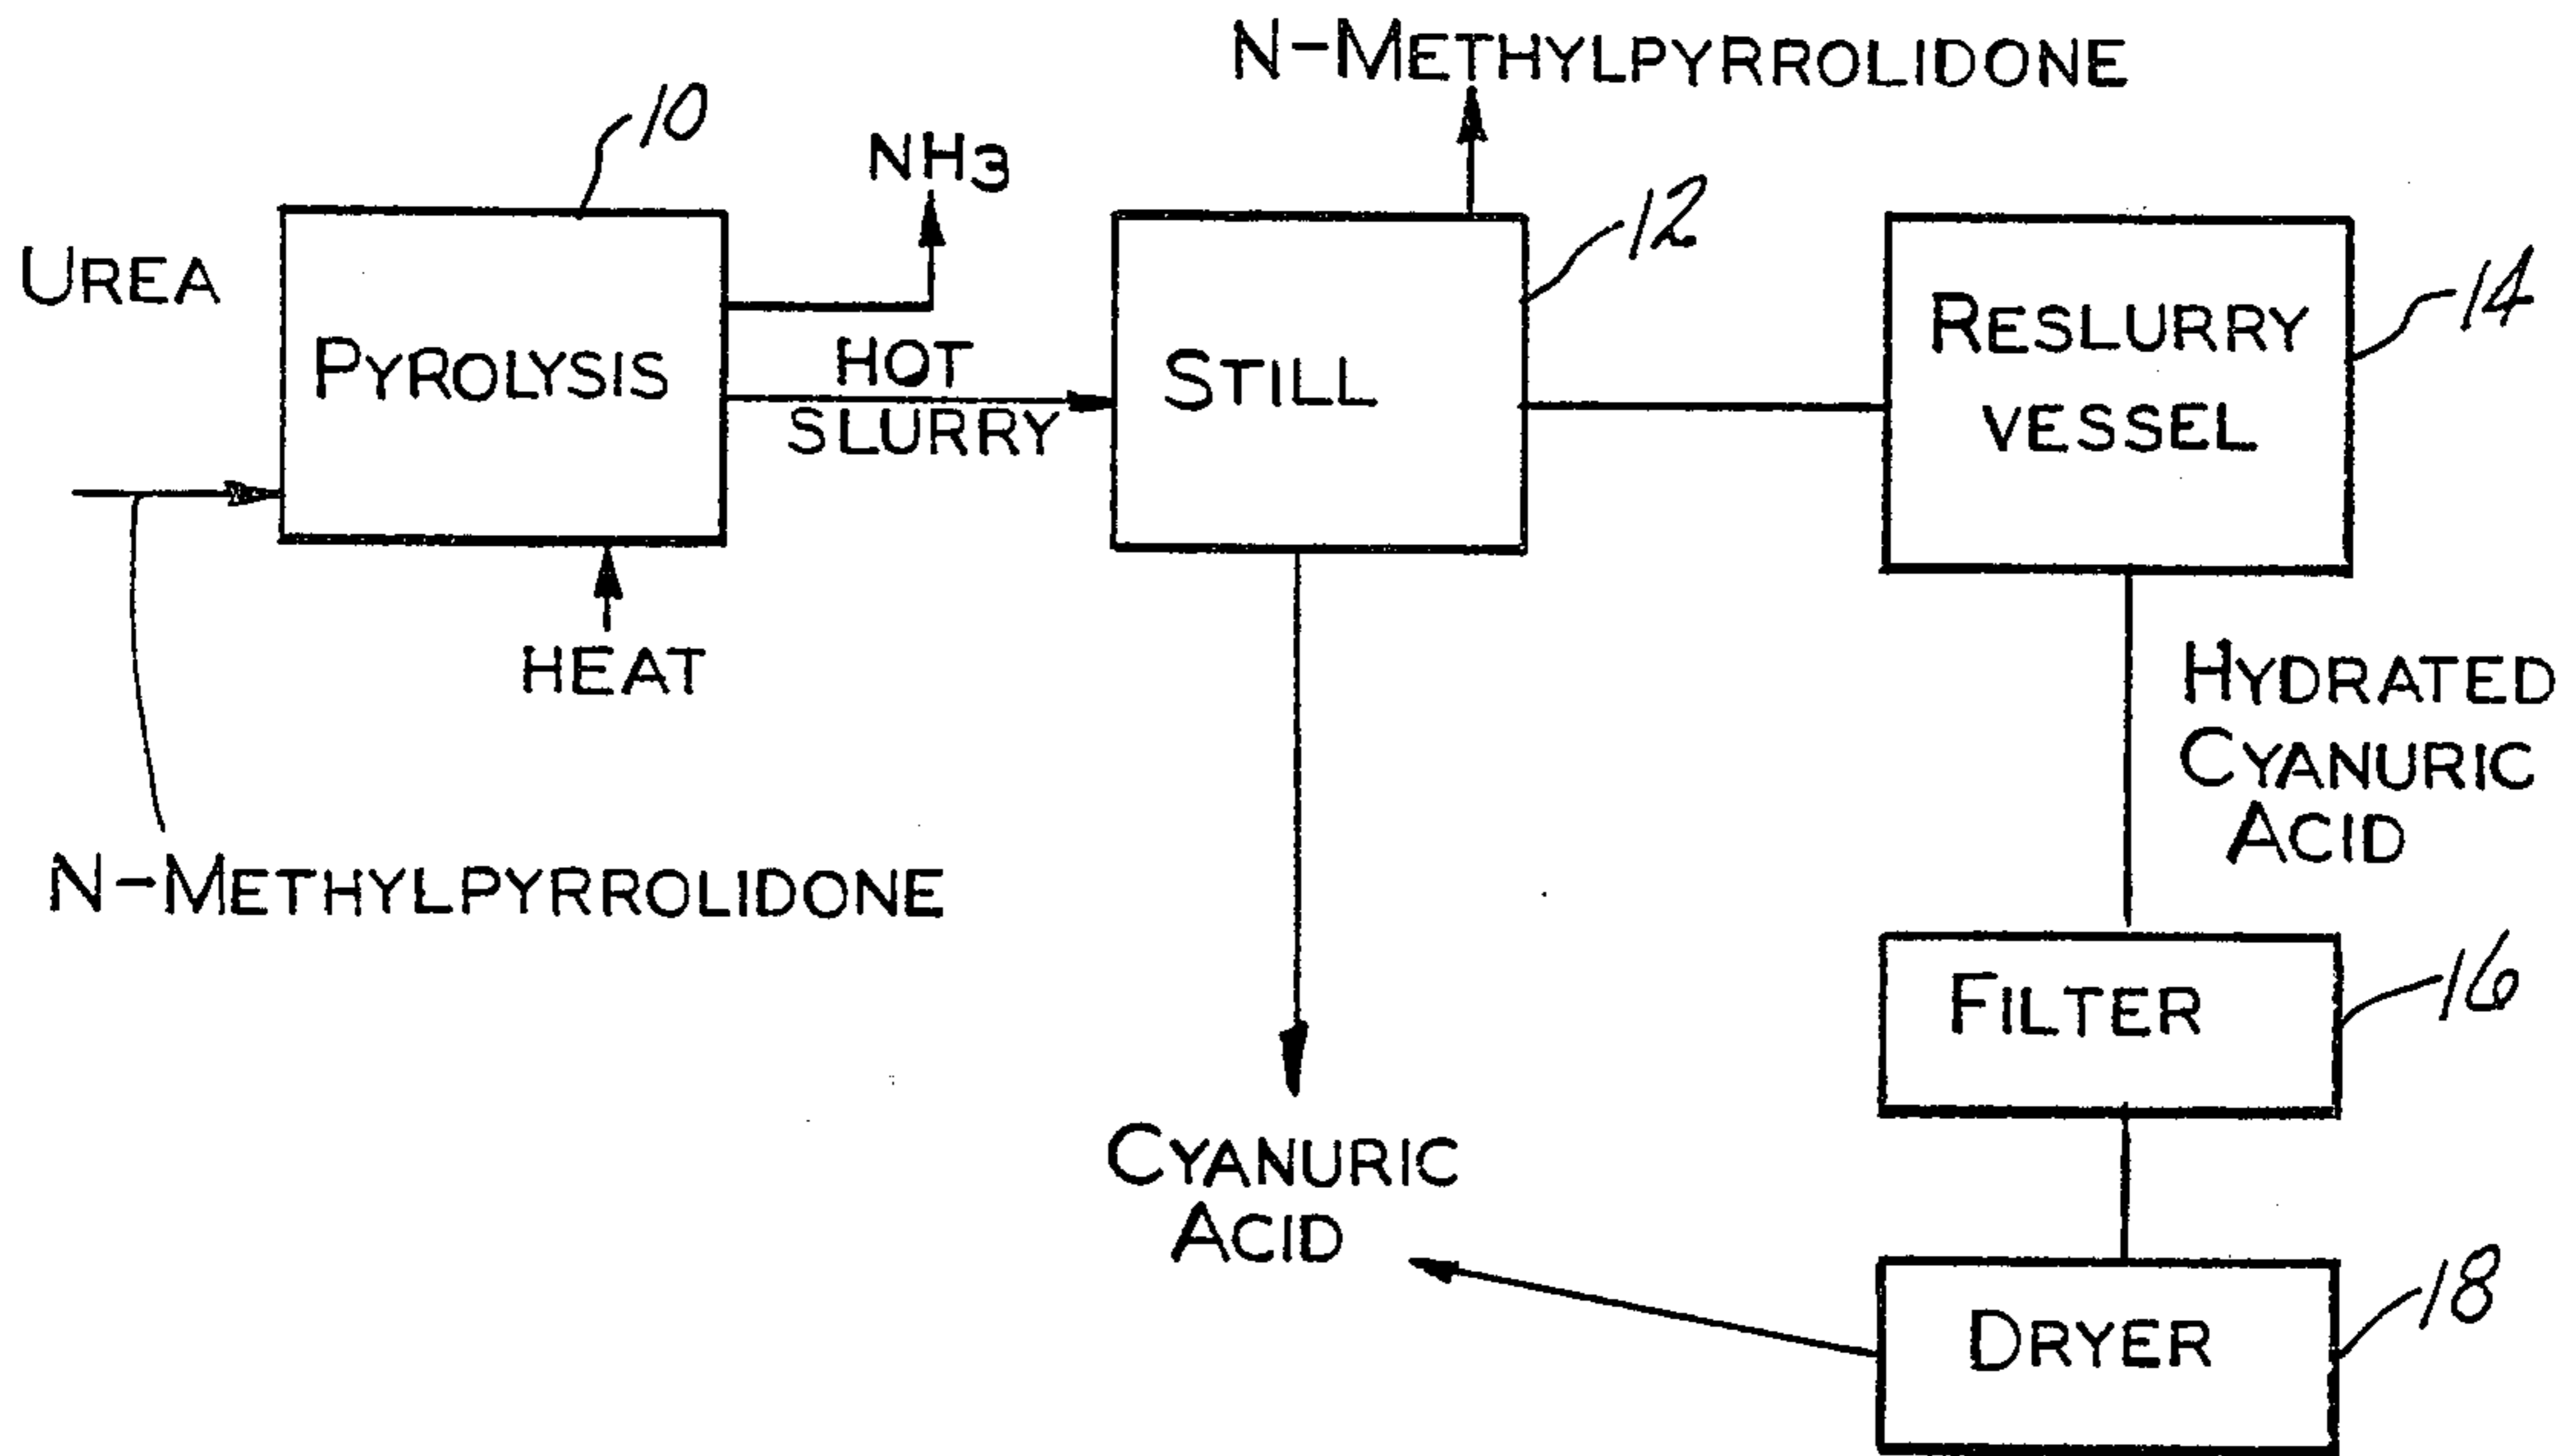 N-METHYLPYRROLIDONE
10
NH3
12
UREA
PYROLYSIS
HOT
SLURRY
STILL
RESLURRY
VESSEL
14
HEAT
HYDRATED
CYANURIC
ACID
N-METHYLPYRROLIDONE
FILTER
16
CYANURIC
ACID
DRYER
18